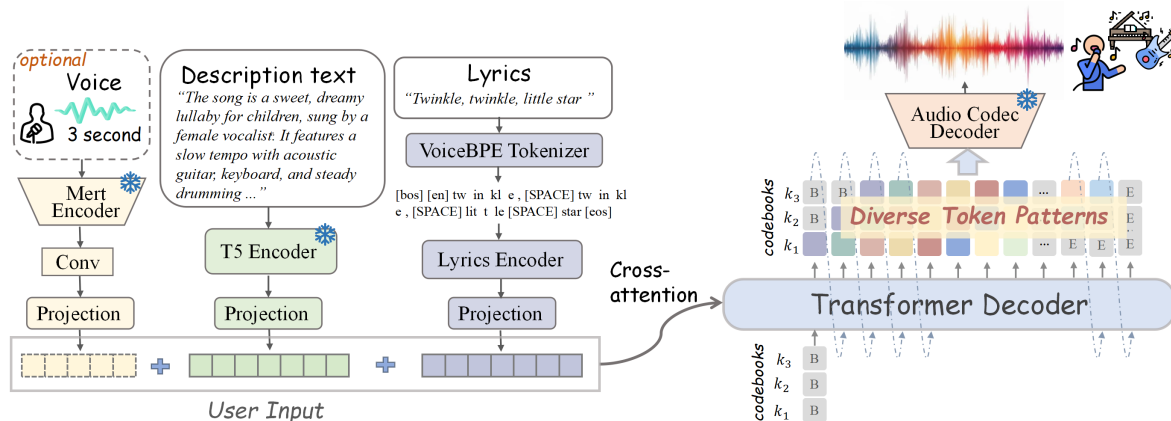 optional
Voice
3 second
Mert
Encoder
Conv
Projection
Description text
“The song is a sweet, dreamy
lullaby for children, sung by a
female vocalist. It features a
slow tempo with acoustic
guitar, keyboard, and steady
drumming ...”
T5 Encoder
Projection
Lyrics
“Twinkle, twinkle, little star ”
VoiceBPE Tokenizer
[bos] [en] tw in kl e , [SPACE] tw in kl
e , [SPACE] lit t le [SPACE] star [eos]
Lyrics Encoder
Projection
User Input
Cross-
attention
Audio Codec
Decoder
codebooks
k3 B B ... E
k2 B E
k1 ... E E E
Diverse Token Patterns
Transformer Decoder
codebooks
k3 B
k2 B
k1 B